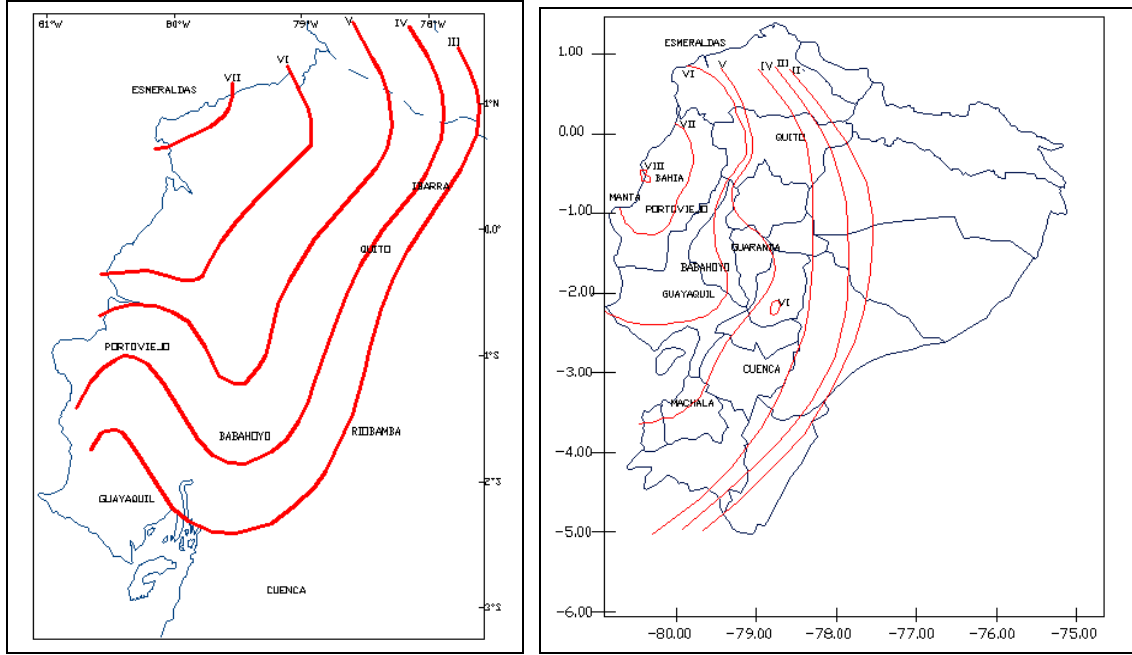 81°W 80°W 79°W 78°W
V IV III
VI
VII
ESMERALDAS
1°N
IBARRA
0.0°
QUITO
PORTOVIEJO
1°S
BABAHOYO
RIOBAMBA
2°S
GUAYAQUIL
CUENCA
3°S
ESMERALDAS
1.00
VI V IV III II
VII
0.00
QUITO
VIII
BAHIA
MANTA
PORTOVIEJO
-1.00
GUARANDA
BABAHOYO
GUAYAQUIL
-2.00
VI
-3.00
CUENCA
MACHALA
-4.00
-5.00
-6.00
-80.00 -79.00 -78.00 -77.00 -76.00 -75.00